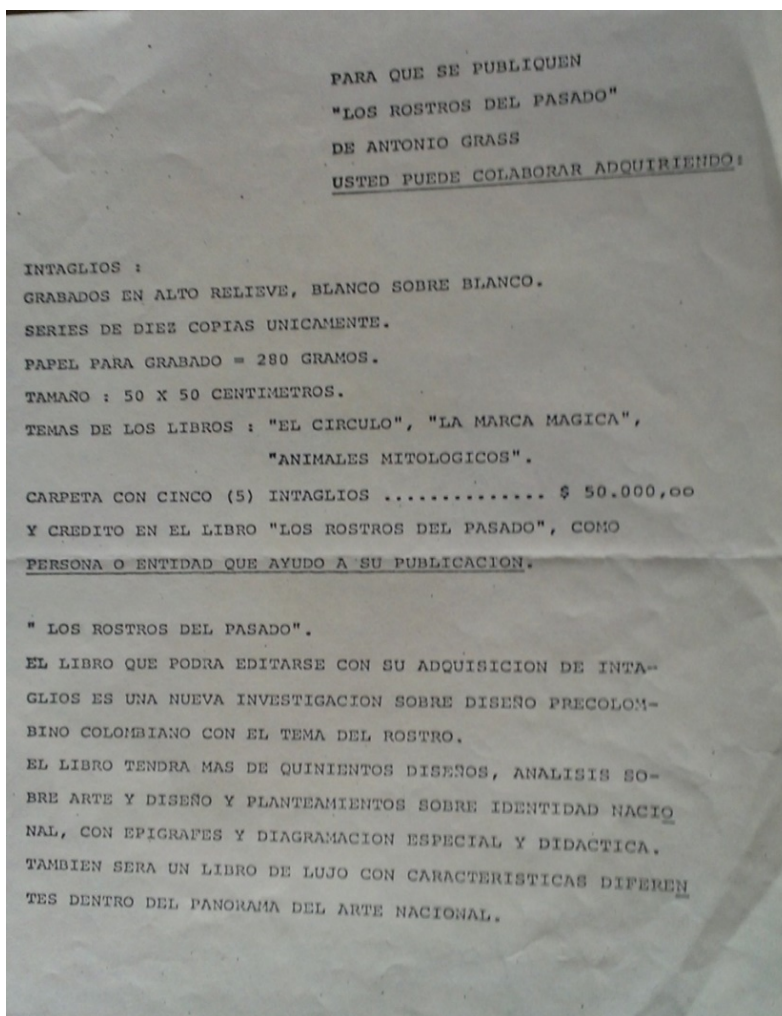 PARA QUE SE PUBLIQUEN
"LOS ROSTROS DEL PASADO"
DE ANTONIO GRASS
USTED PUEDE COLABORAR ADQUIRIENDO:
INTAGLIOS :
GRABADOS EN ALTO RELIEVE, BLANCO SOBRE BLANCO.
SERIES DE DIEZ COPIAS UNICAMENTE.
PAPEL PARA GRABADO = 280 GRAMOS.
TAMAÑO : 50 X 50 CENTIMETROS.
TEMAS DE LOS LIBROS : "EL CIRCULO", "LA MARCA MAGICA",
"ANIMALES MITOLOGICOS".
CARPETA CON CINCO (5) INTAGLIOS ............... $ 50.000,oo
Y CREDITO EN EL LIBRO "LOS ROSTROS DEL PASADO", COMO
PERSONA O ENTIDAD QUE AYUDO A SU PUBLICACION.
" LOS ROSTROS DEL PASADO".
EL LIBRO QUE PODRA EDITARSE CON SU ADQUISICION DE INTA-
GLIOS ES UNA NUEVA INVESTIGACION SOBRE DISEÑO PRECOLOM-
BINO COLOMBIANO CON EL TEMA DEL ROSTRO.
EL LIBRO TENDRA MAS DE QUINIENTOS DISEÑOS, ANALISIS SO-
BRE ARTE Y DISEÑO Y PLANTEAMIENTOS SOBRE IDENTIDAD NACIO
NAL, CON EPIGRAFES Y DIAGRAMACION ESPECIAL Y DIDACTICA.
TAMBIEN SERA UN LIBRO DE LUJO CON CARACTERISTICAS DIFEREN
TES DENTRO DEL PANORAMA DEL ARTE NACIONAL.